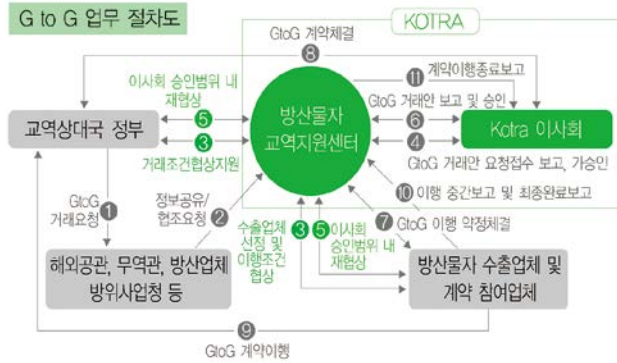 G to G 업무 절차도
KOTRA
GtoG 계약체결
8
이사회 승인범위 내
재협상
5
3
거래조건협상지원
교역상대국 정부
방산물자
교역지원센터
11 계약이행종료보고
GtoG 거래안 보고 및 승인
6
4
GtoG 거래안 요청접수 보고, 가승인
Kotra 이사회
10 이행 중간보고 및 최종완료보고
GtoG
거래요청
1
정보공유/
협조요청
2
7 GtoG 이행 약정체결
수출업체
선정 및
이행조건
협상
3
5 이사회
승인범위 내
재협상
해외공관, 무역관, 방산업체
방위사업청 등
방산물자 수출업체 및
계약 참여업체
9
GtoG 계약이행